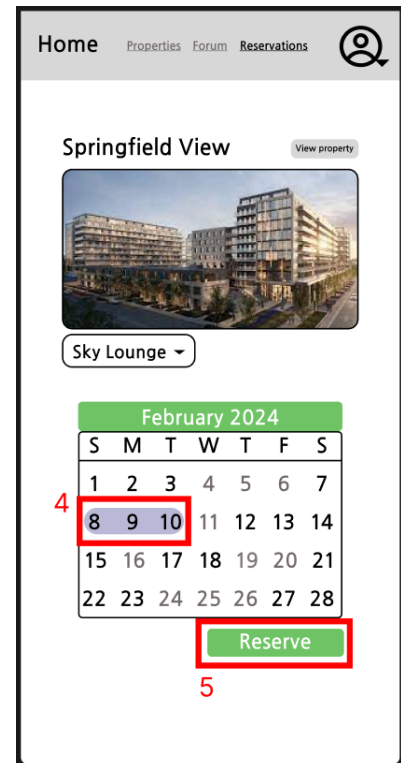 Home Properties Forum Reservations
Springfield View View property
Sky Lounge
February 2024
S M T W T F S
1 2 3 4 5 6 7
4
8 9 10 11 12 13 14
15 16 17 18 19 20 21
22 23 24 25 26 27 28
Reserve
5